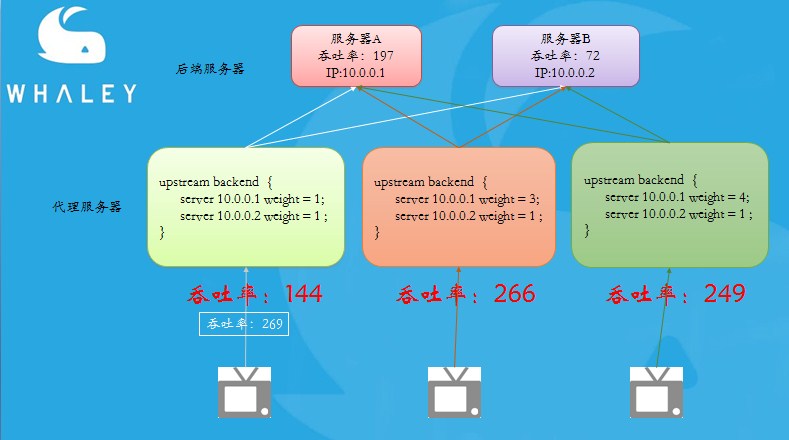 WHALEY
后端服务器
服务器A
吞吐率：197
IP:10.0.0.1
服务器B
吞吐率：72
IP:10.0.0.2
代理服务器
upstream backend {
server 10.0.0.1 weight = 1;
server 10.0.0.2 weight = 1 ;
}
upstream backend {
server 10.0.0.1 weight = 3;
server 10.0.0.2 weight = 1 ;
}
upstream backend {
server 10.0.0.1 weight = 4;
server 10.0.0.2 weight = 1 ;
}
吞吐率：144
吞吐率：266
吞吐率：249
吞吐率：269